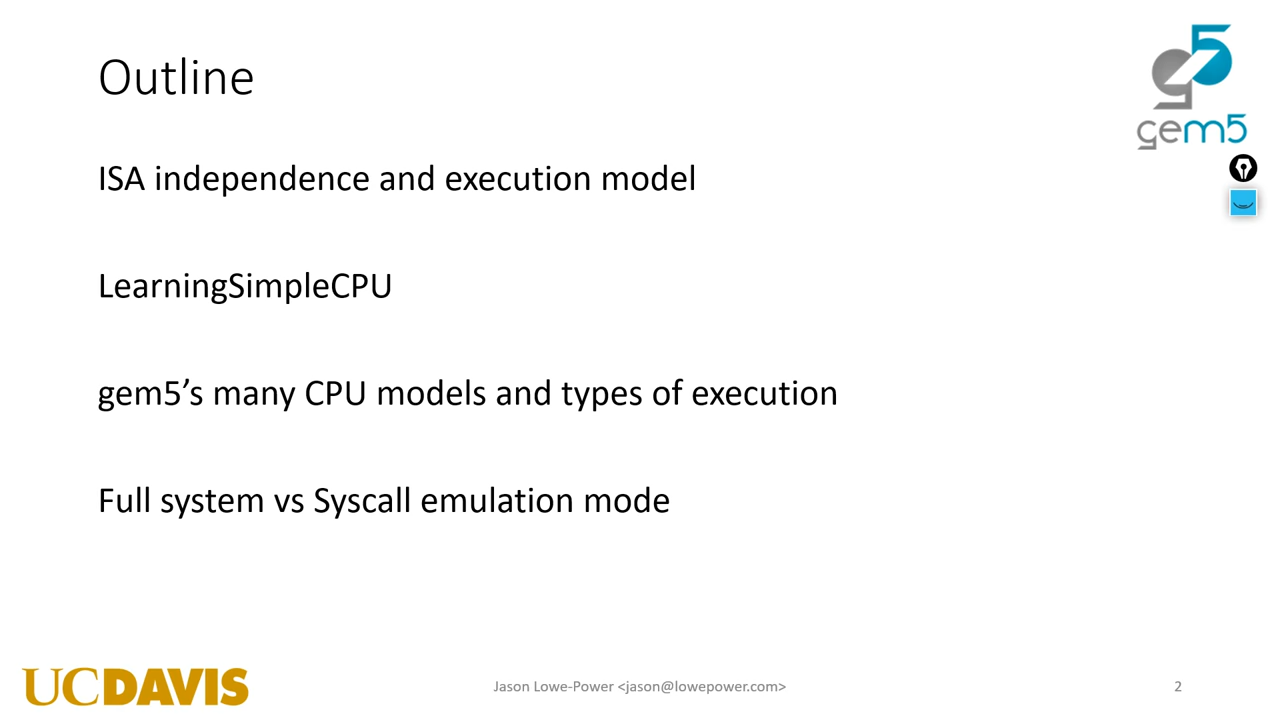 Outline
gem5
ISA independence and execution model
LearningSimpleCPU
gem5’s many CPU models and types of execution
Full system vs Syscall emulation mode
UCDAVIS
Jason Lowe-Power <jason@lowepower.com>
2